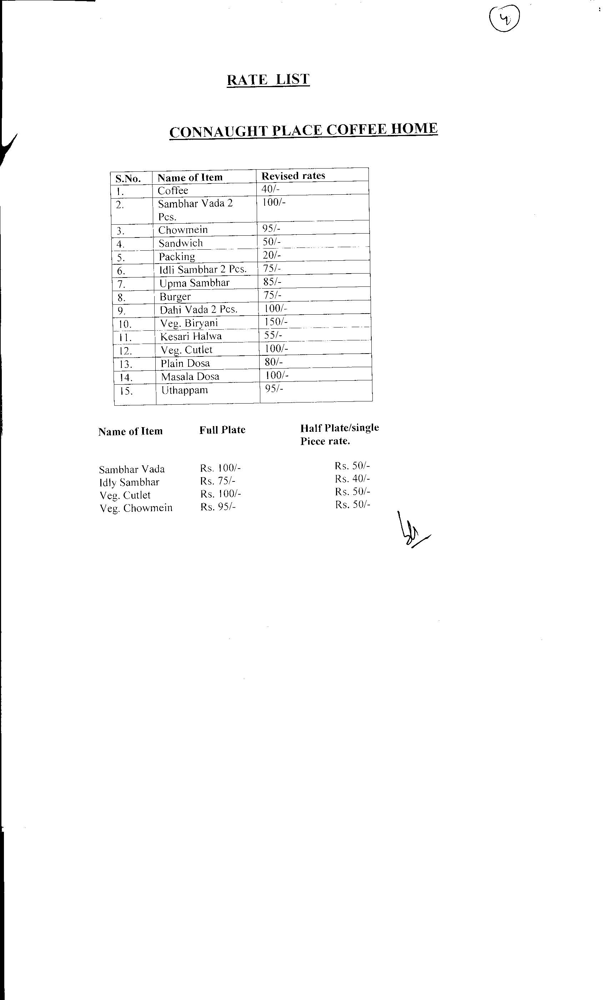 4
RATE LIST
CONNAUGHT PLACE COFFEE HOME
S.No. Name of Item Revised rates
1. Coffee 40/-
2. Sambhar Vada 2 100/-
Pcs.
3. Chowmein 95/-
4. Sandwich 50/-
5. Packing 20/-
6. Idli Sambhar 2 Pcs. 75/-
7. Upma Sambhar 85/-
8. Burger 75/-
9. Dahi Vada 2 Pcs. 100/-
10. Veg. Biryani 150/-
11. Kesari Halwa 55/-
12. Veg. Cutlet 100/-
13. Plain Dosa 80/-
14. Masala Dosa 100/-
15. Uthappam 95/-
Name of Item Full Plate Half Plate/single
Piece rate.
Sambhar Vada Rs. 100/- Rs. 50/-
Idly Sambhar Rs. 75/- Rs. 40/-
Veg. Cutlet Rs. 100/- Rs. 50/-
Veg. Chowmein Rs. 95/- Rs. 50/-